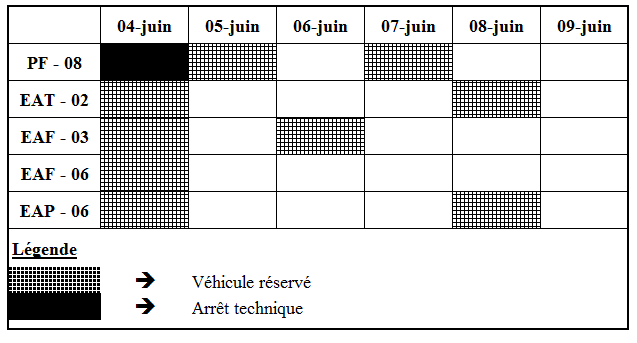 04-juin 05-juin 06-juin 07-juin 08-juin 09-juin
PF - 08
EAT - 02
EAF - 03
EAF - 06
EAP - 06
Légende
➔ Véhicule réservé
➔ Arrêt technique